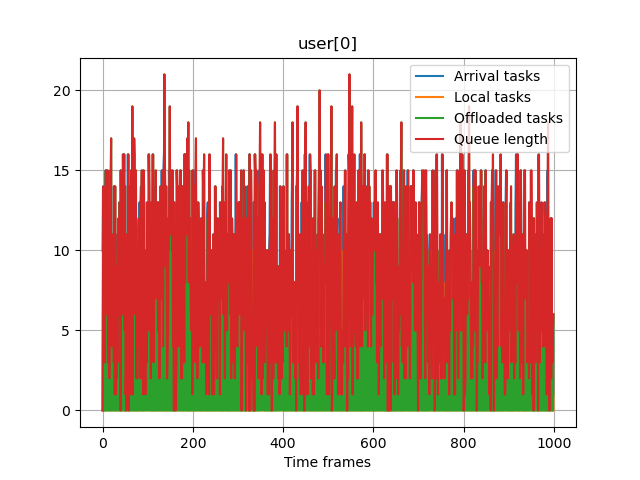 user[0]
Arrival tasks
Local tasks
Offloaded tasks
Queue length
20
15
10
5
0
0 200 400 600 800 1000
Time frames